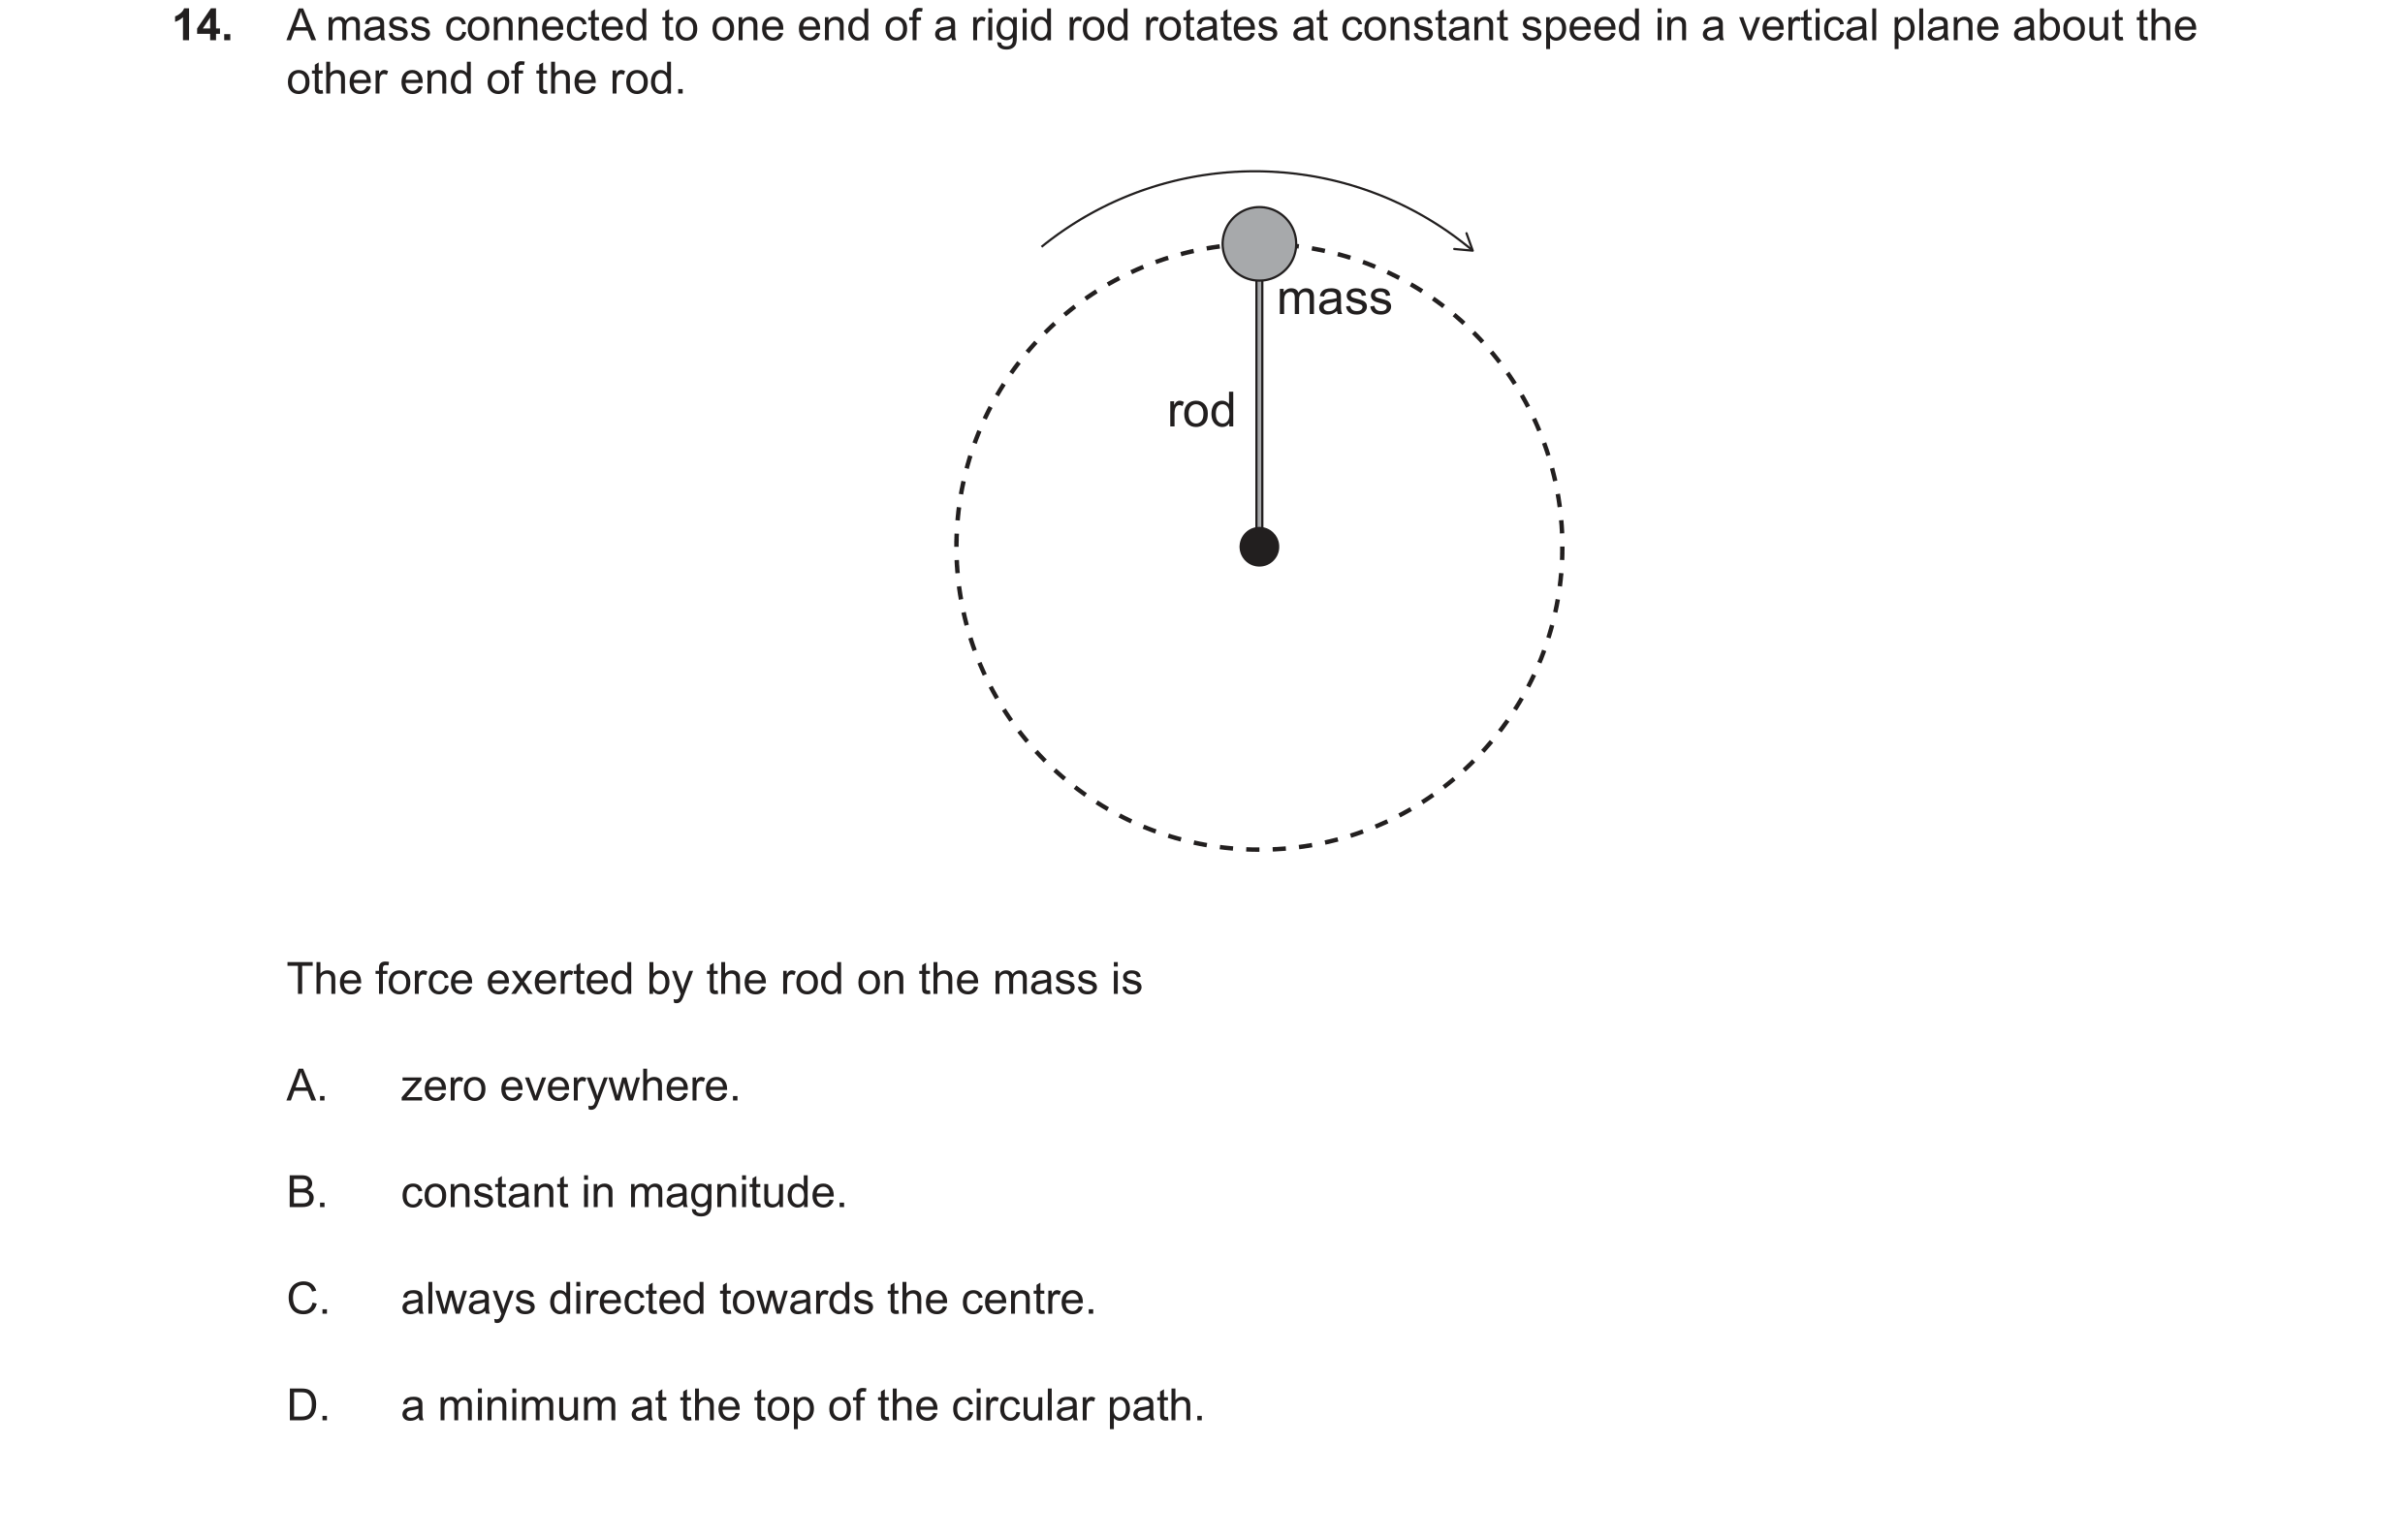 14. A mass connected to one end of a rigid rod rotates at constant speed in a vertical plane about the
other end of the rod.
mass
rod
The force exerted by the rod on the mass is
A. zero everywhere.
B. constant in magnitude.
C. always directed towards the centre.
D. a minimum at the top of the circular path.